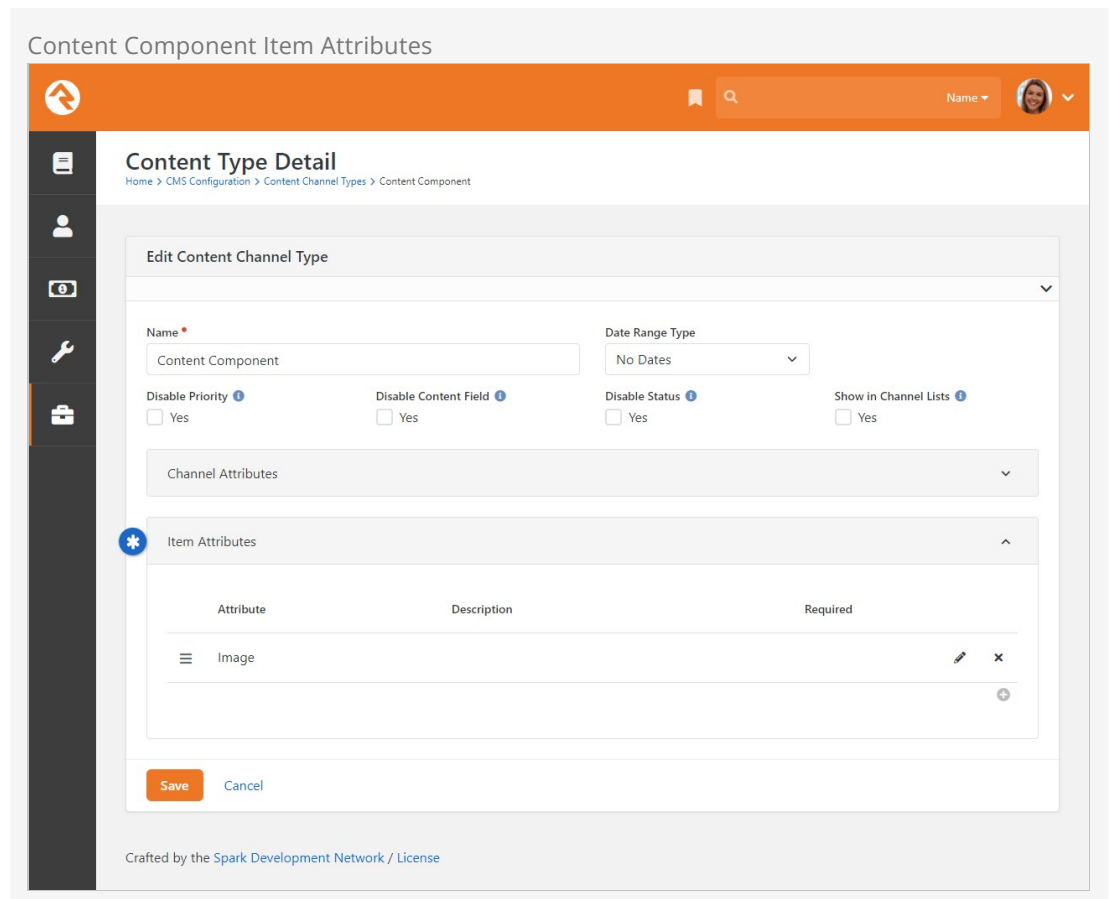 Content Component Item Attributes
Name
Content Type Detail
Home > CMS Configuration > Content Channel Types > Content Component
Edit Content Channel Type
Name
Date Range Type
Content Component
No Dates
Disable Priority
Disable Content Field
Disable Status
Show in Channel Lists
Yes
Yes
Yes
Yes
Channel Attributes
Item Attributes
Attribute
Description
Required
Image
Save
Cancel
Crafted by the Spark Development Network / License